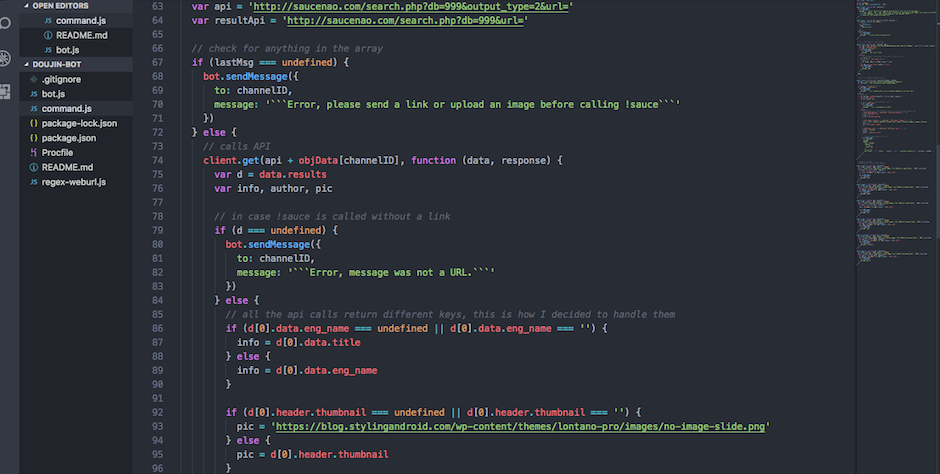 OPEN EDITORS
JS command.js
README.md
JS bot.js
DOUJIN-BOT
.gitignore
JS bot.js
JS command.js
{} package-lock.json
{} package.json
Procfile
README.md
JS regex-weburl.js
63 var api = 'http://saucenao.com/search.php?db=999&output_type=2&url='
64 var resultApi = 'http://saucenao.com/search.php?db=999&url='
65
66 // check for anything in the array
67 if (lastMsg === undefined) {
68 bot.sendMessage({
69 to: channelID,
70 message: '```Error, please send a link or upload an image before calling !sauce```'
71 })
72 } else {
73 // calls API
74 client.get(api + objData[channelID], function (data, response) {
75 var d = data.results
76 var info, author, pic
77
78 // in case !sauce is called without a link
79 if (d === undefined) {
80 bot.sendMessage({
81 to: channelID,
82 message: '```Error, message was not a URL.```'
83 })
84 } else {
85 // all the api calls return different keys, this is how I decided to handle them
86 if (d[0].data.eng_name === undefined || d[0].data.eng_name === '') {
87 info = d[0].data.title
88 } else {
89 info = d[0].data.eng_name
90 }
91
92 if (d[0].header.thumbnail === undefined || d[0].header.thumbnail === '') {
93 pic = 'https://blog.stylingandroid.com/wp-content/themes/lontano-pro/images/no-image-slide.png'
94 } else {
95 pic = d[0].header.thumbnail
96 }